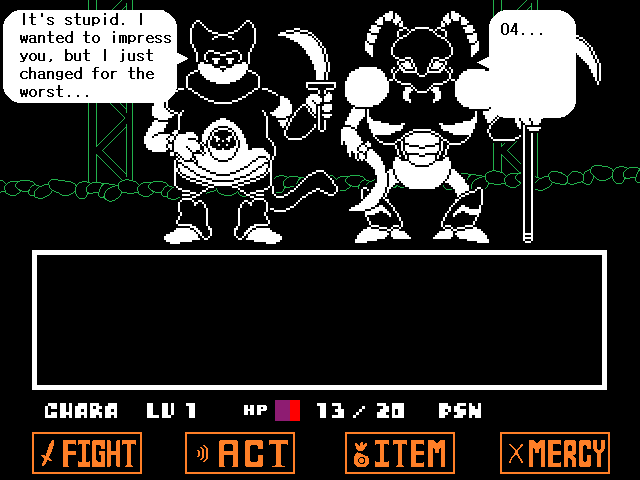 It's stupid. I
wanted to impress
you, but I just
changed for the
worst...
04...
CHARA LV 1 HP 13 / 20 PSN
FIGHT ACT ITEM MERCY